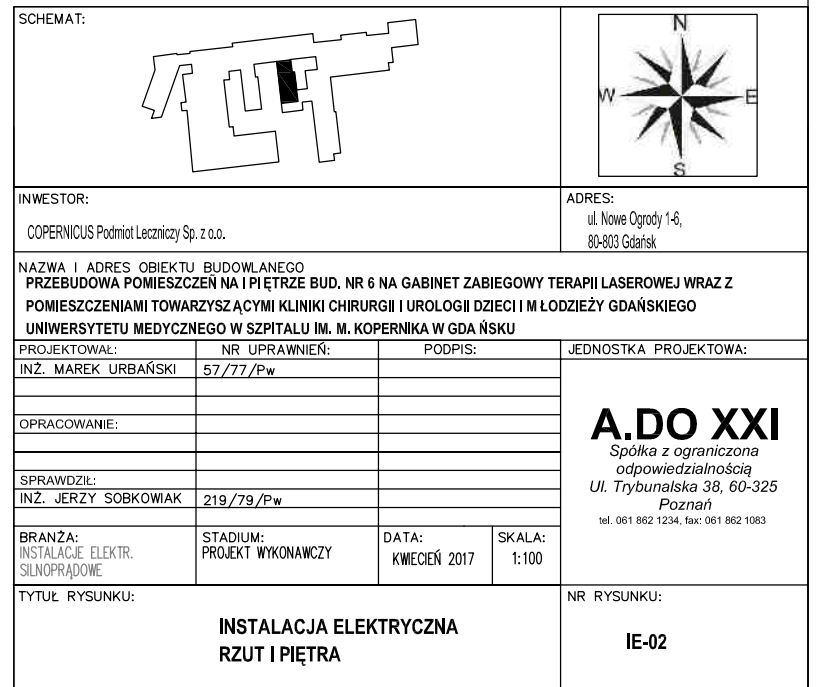 SCHEMAT:
N
W
E
S
INWESTOR:
COPERNICUS Podmiot Leczniczy Sp. z o.o.
ADRES:
ul. Nowe Ogrody 1-6,
80-803 Gdańsk
NAZWA I ADRES OBIEKTU BUDOWLANEGO
PRZEBUDOWA POMIESZCZEŃ NA I PIĘTRZE BUD. NR 6 NA GABINET ZABIEGOWY TERAPII LASEROWEJ WRAZ Z
POMIESZCZENIAMI TOWARZYSZĄCYMI KLINIKI CHIRURGII I UROLOGII DZIECI I MŁODZIEŻY GDAŃSKIEGO
UNIWERSYTETU MEDYCZNEGO W SZPITALU IM. M. KOPERNIKA W GDAŃSKU
PROJEKTOWAŁ: NR UPRAWNIEŃ: PODPIS:
INŻ. MAREK URBAŃSKI 57/77/Pw
OPRACOWANIE:
SPRAWDZIŁ:
INŻ. JERZY SOBKOWIAK 219/79/Pw
JEDNOSTKA PROJEKTOWA:
A.DO XXI
Spółka z ograniczona
odpowiedzialnością
Ul. Trybunalska 38, 60-325
Poznań
tel. 061 862 1234, fax: 061 862 1083
BRANŻA:
INSTALACJE ELEKTR.
SILNOPRĄDOWE
STADIUM:
PROJEKT WYKONAWCZY
DATA:
KWIECIEŃ 2017
SKALA:
1:100
TYTUŁ RYSUNKU:
INSTALACJA ELEKTRYCZNA
RZUT I PIĘTRA
NR RYSUNKU:
IE-02